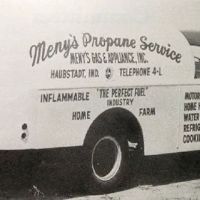 Meny's Propane Service
MENY'S GAS & APPLIANCE, INC.
HAUBSTADT, IND. TELEPHONE 4-L
INFLAMMABLE "THE PERFECT FUEL"
INDUSTRY
HOME FARM
MOTOR
HOME H
WATER
REFRIG
COOKIN